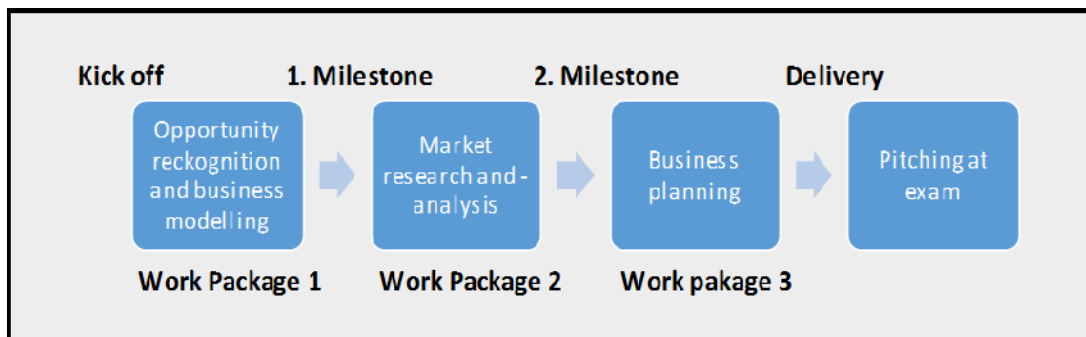 Kick off
1. Milestone
2. Milestone
Delivery
Opportunity
reckognition
and business
modelling
Market
research and -
analysis
Business
planning
Pitching at
exam
Work Package 1
Work Package 2
Work pakage 3